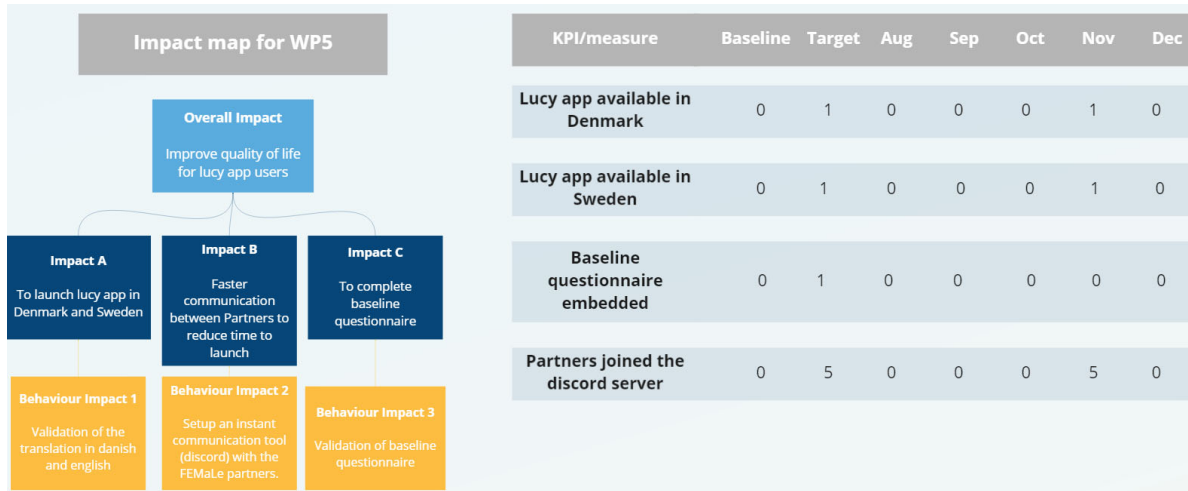 Impact map for WP5
Overall Impact
Improve quality of life
for lucy app users
Impact A
To launch lucy app in
Denmark and Sweden
Impact B
Faster
communication
between Partners to
reduce time to
launch
Impact C
To complete
baseline
questionnaire
Behaviour Impact 1
Validation of the
translation in danish
and english
Behaviour Impact 2
Setup an instant
communication tool
(discord) with the
FEMaLe partners.
Behaviour Impact 3
Validation of baseline
questionnaire
KPI/measure Baseline Target Aug Sep Oct Nov Dec
Lucy app available in
Denmark 0 1 0 0 0 1 0
Lucy app available in
Sweden 0 1 0 0 0 1 0
Baseline
questionnaire 0 1 0 0 0 0 0
embedded
Partners joined the
discord server 0 5 0 0 0 5 0